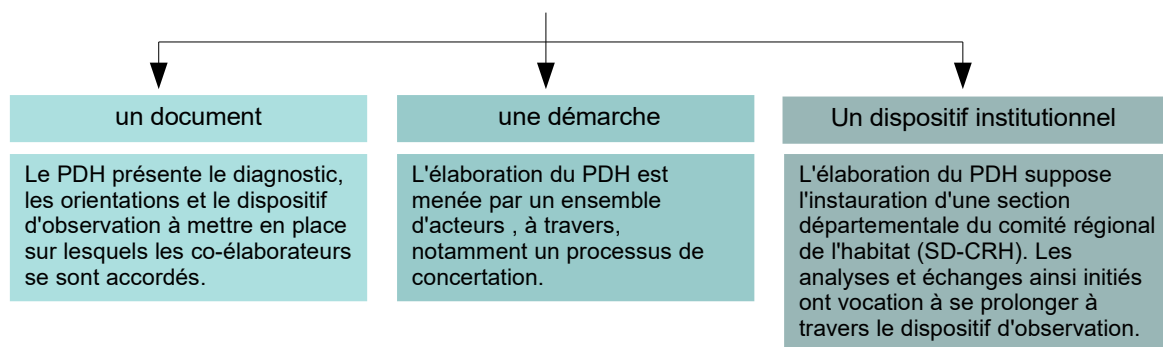 un document
Le PDH présente le diagnostic,
les orientations et le dispositif
d'observation à mettre en place
sur lesquels les co-élaborateurs
se sont accordés.
une démarche
L'élaboration du PDH est
menée par un ensemble
d'acteurs , à travers,
notamment un processus de
concertation.
Un dispositif institutionnel
L'élaboration du PDH suppose
l'instauration d'une section
départementale du comité régional
de l'habitat (SD-CRH). Les
analyses et échanges ainsi initiés
ont vocation à se prolonger à
travers le dispositif d'observation.